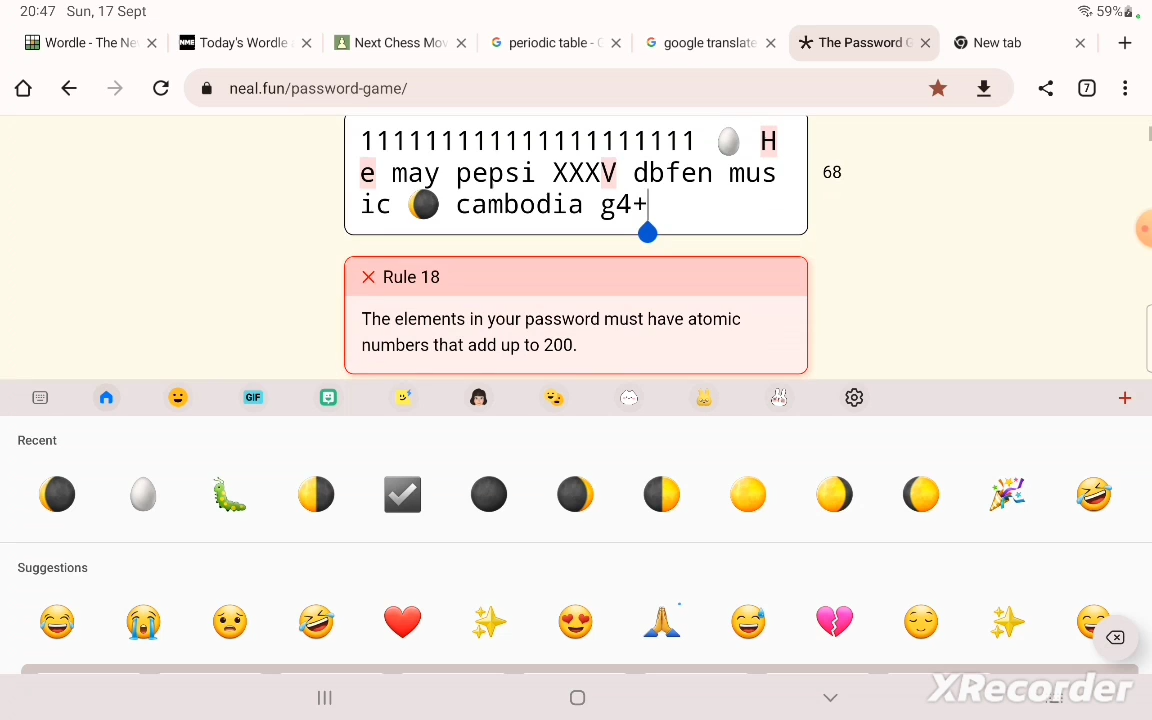 20:47 Sun, 17 Sept 59%
Wordle - The Ne Today's Wordle Next Chess Mov periodic table - G google translate The Password G New tab
neal.fun/password-game/ 7
111111111111111111111 🥚 H
e may pepsi XXXV dbfen mus 68
ic 🌘 cambodia g4+
Rule 18
The elements in your password must have atomic
numbers that add up to 200.
GIF
Recent
Suggestions
XRecorder